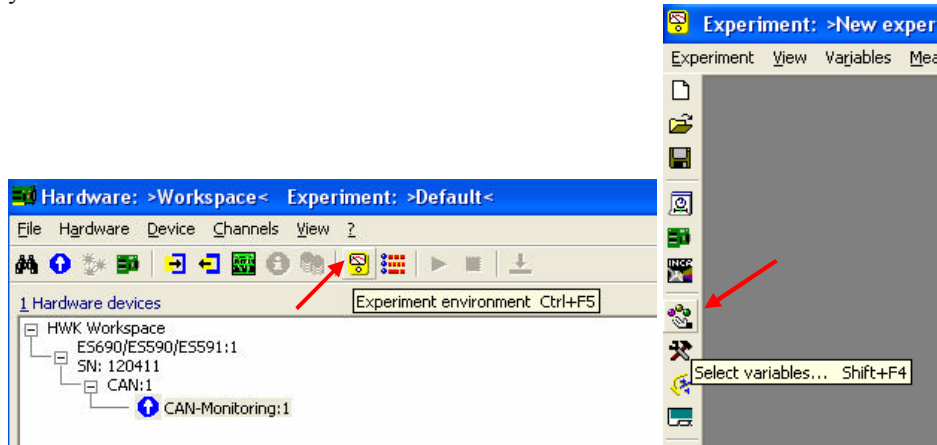 Hardware: >Workspace< Experiment: >Default<
File Hardware Device Channels View ?
Experiment environment Ctrl+F5
1 Hardware devices
HWK Workspace
ES690/ES590/ES591:1
SN: 120411
CAN:1
CAN-Monitoring:1
Experiment: >New exper
Experiment View Variables Mea
INCA
Select variables... Shift+F4